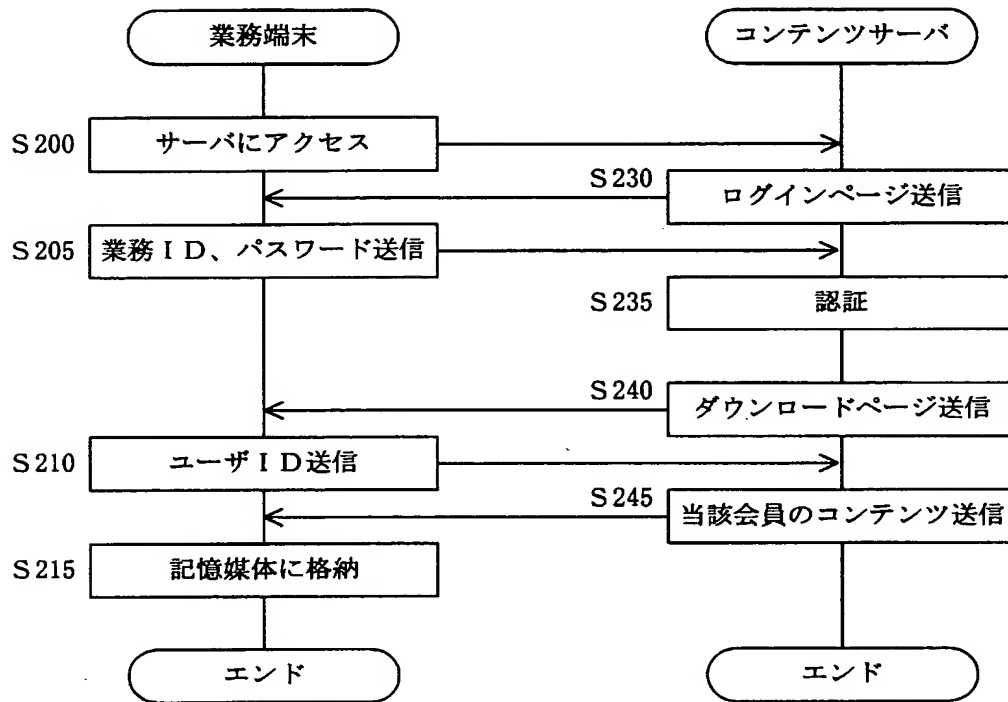 業務端末
コンテンツサーバ
S200
サーバにアクセス
S230
ログインページ送信
S205
業務ID、パスワード送信
S235
認証
S240
ダウンロードページ送信
S210
ユーザID送信
S245
当該会員のコンテンツ送信
S215
記憶媒体に格納
エンド
エンド